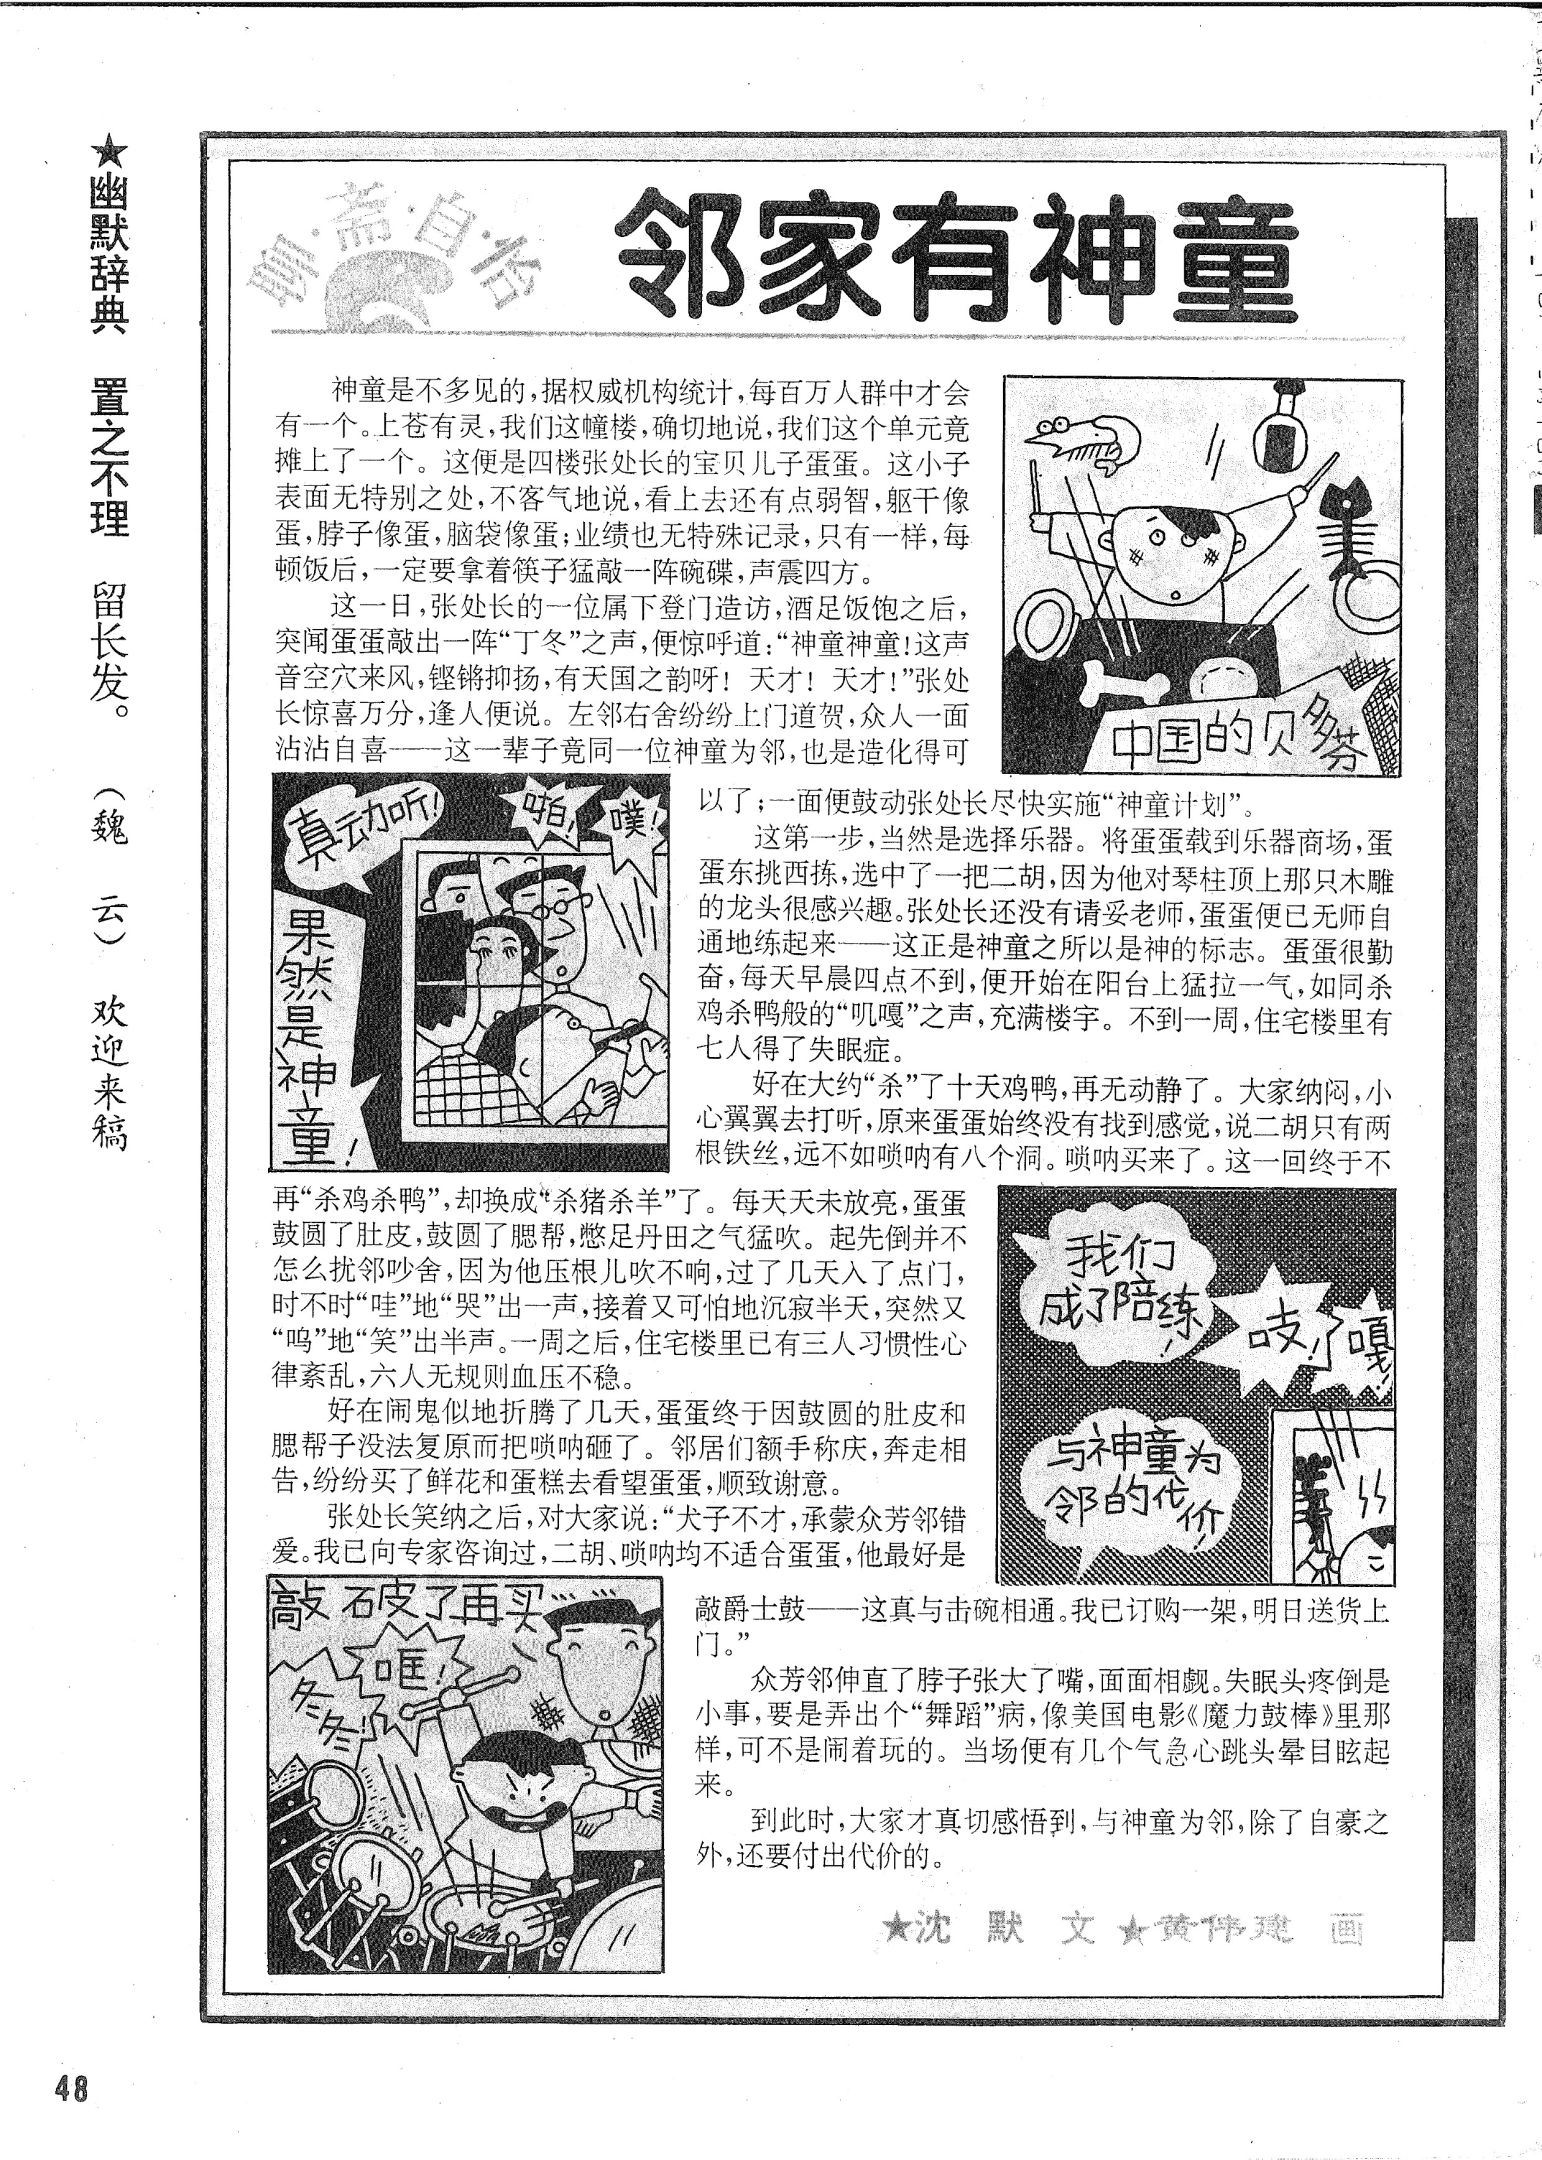 ★幽默辞典 置之不理 留长发。（魏 云） 欢迎来稿
聊·斋·自·侃
邻家有神童
神童是不多见的，据权威机构统计，每百万人群中才会
有一个。上苍有灵，我们这幢楼，确切地说，我们这个单元竟
摊上了一个。这便是四楼张处长的宝贝儿子蛋蛋。这小子
表面无特别之处，不客气地说，看上去还有点弱智，躯干像
蛋，脖子像蛋，脑袋像蛋；业绩也无特殊记录，只有一样，每
顿饭后，一定要拿着筷子猛敲一阵碗碟，声震四方。
这一日，张处长的一位属下登门造访，酒足饭饱之后，
突闻蛋蛋敲出一阵“丁冬”之声，便惊呼道：“神童神童！这声
音空穴来风，铿锵抑扬，有天国之韵呀！天才！天才！”张处
长惊喜万分，逢人便说。左邻右舍纷纷上门道贺，众人一面
沾沾自喜——这一辈子竟同一位神童为邻，也是造化得可
中国的贝多芬
真动听！
啪！
噗！
果然是神童！
以了；一面便鼓动张处长尽快实施“神童计划”。
这第一步，当然是选择乐器。将蛋蛋载到乐器商场，蛋
蛋东挑西拣，选中了一把二胡，因为他对琴柱顶上那只木雕
的龙头很感兴趣。张处长还没有请妥老师，蛋蛋便已无师自
通地练起来——这正是神童之所以是神的标志。蛋蛋很勤
奋，每天早晨四点不到，便开始在阳台上猛拉一气，如同杀
鸡杀鸭般的“叽嘎”之声，充满楼宇。不到一周，住宅楼里有
七人得了失眠症。
好在大约“杀”了十天鸡鸭，再无动静了。大家纳闷，小
心翼翼去打听，原来蛋蛋始终没有找到感觉，说二胡只有两
根铁丝，远不如唢呐有八个洞。唢呐买来了。这一回终于不
再“杀鸡杀鸭”，却换成“杀猪杀羊”了。每天天未放亮，蛋蛋
鼓圆了肚皮，鼓圆了腮帮，憋足丹田之气猛吹。起先倒并不
怎么扰邻吵舍，因为他压根儿吹不响，过了几天入了点门，
时不时“哇”地“哭”出一声，接着又可怕地沉寂半天，突然又
“呜”地“笑”出半声。一周之后，住宅楼里已有三人习惯性心
律紊乱，六人无规则血压不稳。
好在闹鬼似地折腾了几天，蛋蛋终于因鼓圆的肚皮和
腮帮子没法复原而把唢呐砸了。邻居们额手称庆，奔走相
告，纷纷买了鲜花和蛋糕去看望蛋蛋，顺致谢意。
张处长笑纳之后，对大家说：“犬子不才，承蒙众芳邻错
爱。我已向专家咨询过，二胡、唢呐均不适合蛋蛋，他最好是
我们
成了陪练！
吱！
嘎！
与神童为
邻的代价
敲破了再买……
哐！
冬冬！
敲爵士鼓——这真与击碗相通。我已订购一架，明日送货上
门。”
众芳邻伸直了脖子张大了嘴，面面相觑。失眠头疼倒是
小事，要是弄出个“舞蹈”病，像美国电影《魔力鼓棒》里那
样，可不是闹着玩的。当场便有几个气急心跳头晕目眩起
来。
到此时，大家才真切感悟到，与神童为邻，除了自豪之
外，还要付出代价的。
★沈 默 文 ★黄伟 画
48